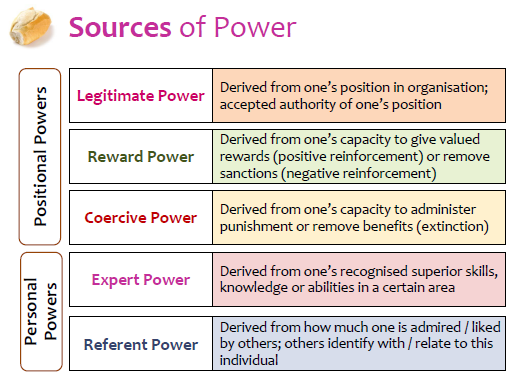 Sources of Power
Positional Powers
Legitimate Power
Derived from one's position in organisation;
accepted authority of one's position
Reward Power
Derived from one's capacity to give valued
rewards (positive reinforcement) or remove
sanctions (negative reinforcement)
Coercive Power
Derived from one's capacity to administer
punishment or remove benefits (extinction)
Personal
Powers
Expert Power
Derived from one's recognised superior skills,
knowledge or abilities in a certain area
Referent Power
Derived from how much one is admired / liked
by others; others identify with / relate to this
individual